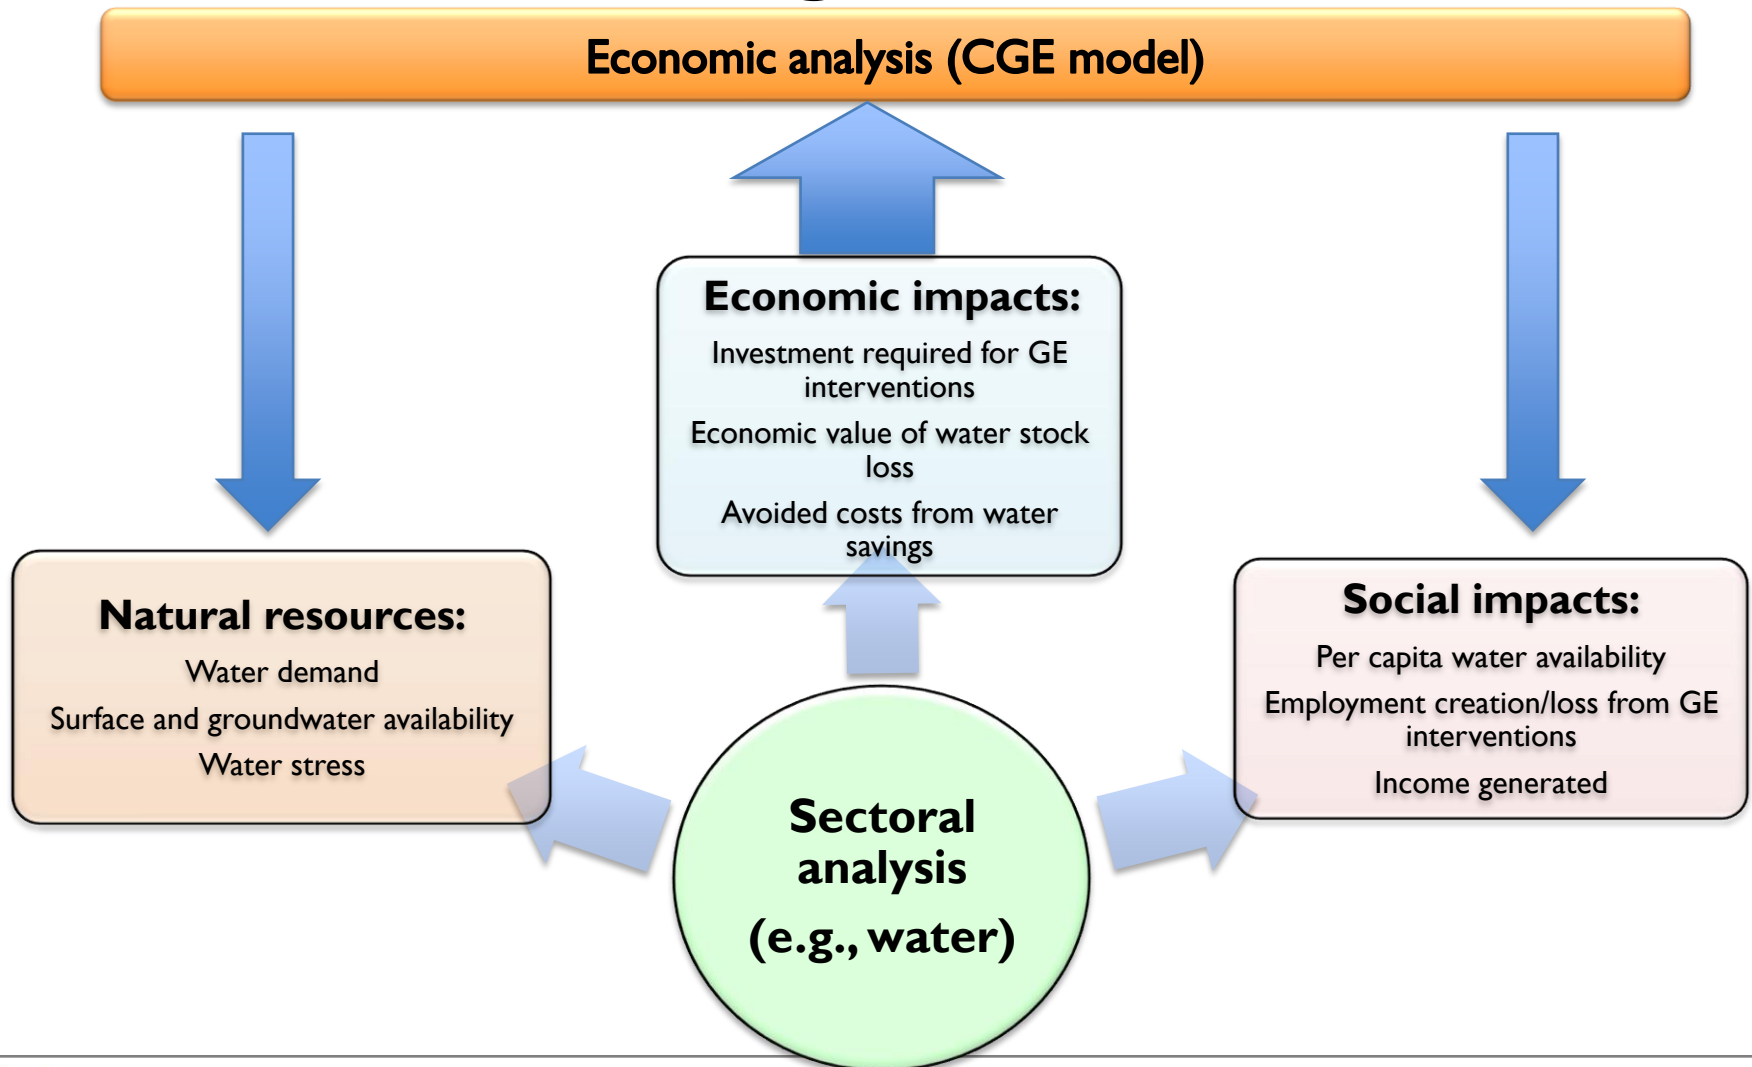 Economic analysis (CGE model)
Economic impacts:
Investment required for GE
interventions
Economic value of water stock
loss
Avoided costs from water
savings
Natural resources:
Water demand
Surface and groundwater availability
Water stress
Social impacts:
Per capita water availability
Employment creation/loss from GE
interventions
Income generated
Sectoral
analysis
(e.g., water)